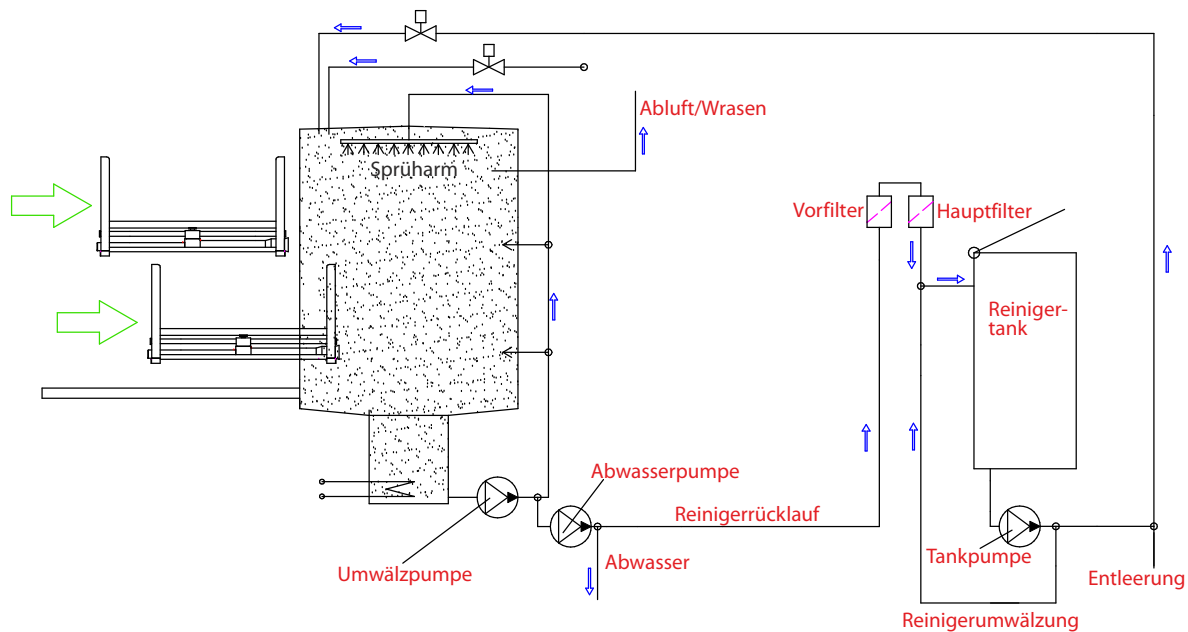 Abluft/Wrasen
Sprüharm
Vorfilter
Hauptfilter
Reiniger-
tank
Abwasserpumpe
Reinigerrücklauf
Umwälzpumpe
Abwasser
Tankpumpe
Entleerung
Reinigerumwälzung